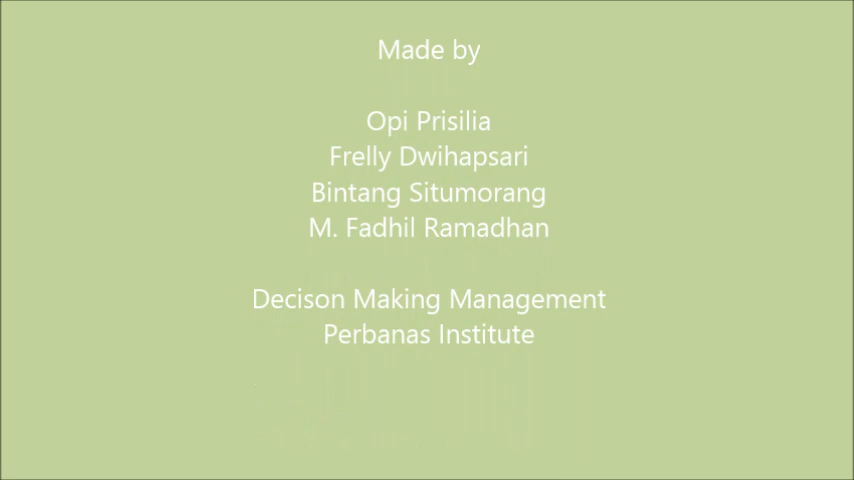 Made by
Opi Prisilia
Frelly Dwihapsari
Bintang Situmorang
M. Fadhil Ramadhan
Decison Making Management
Perbanas Institute